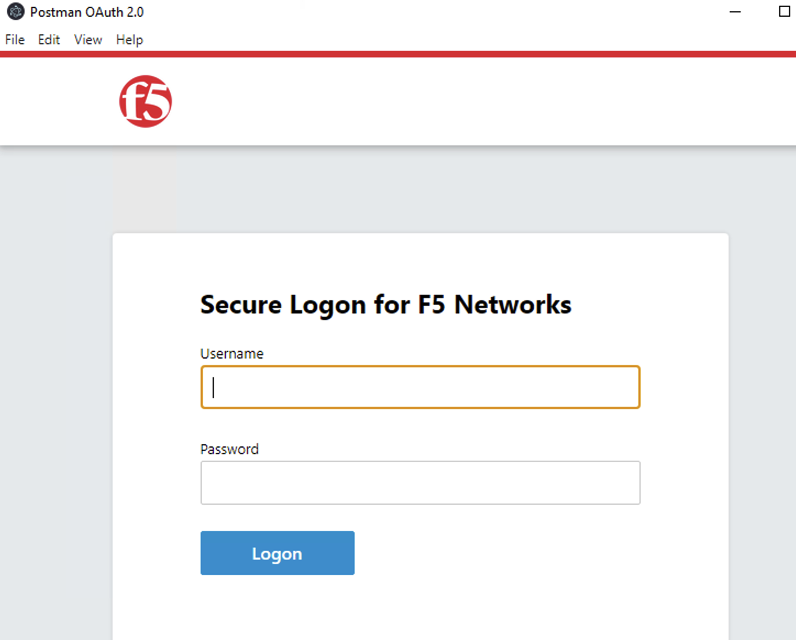 Postman OAuth 2.0
File Edit View Help
f5
Secure Logon for F5 Networks
Username
Password
Logon